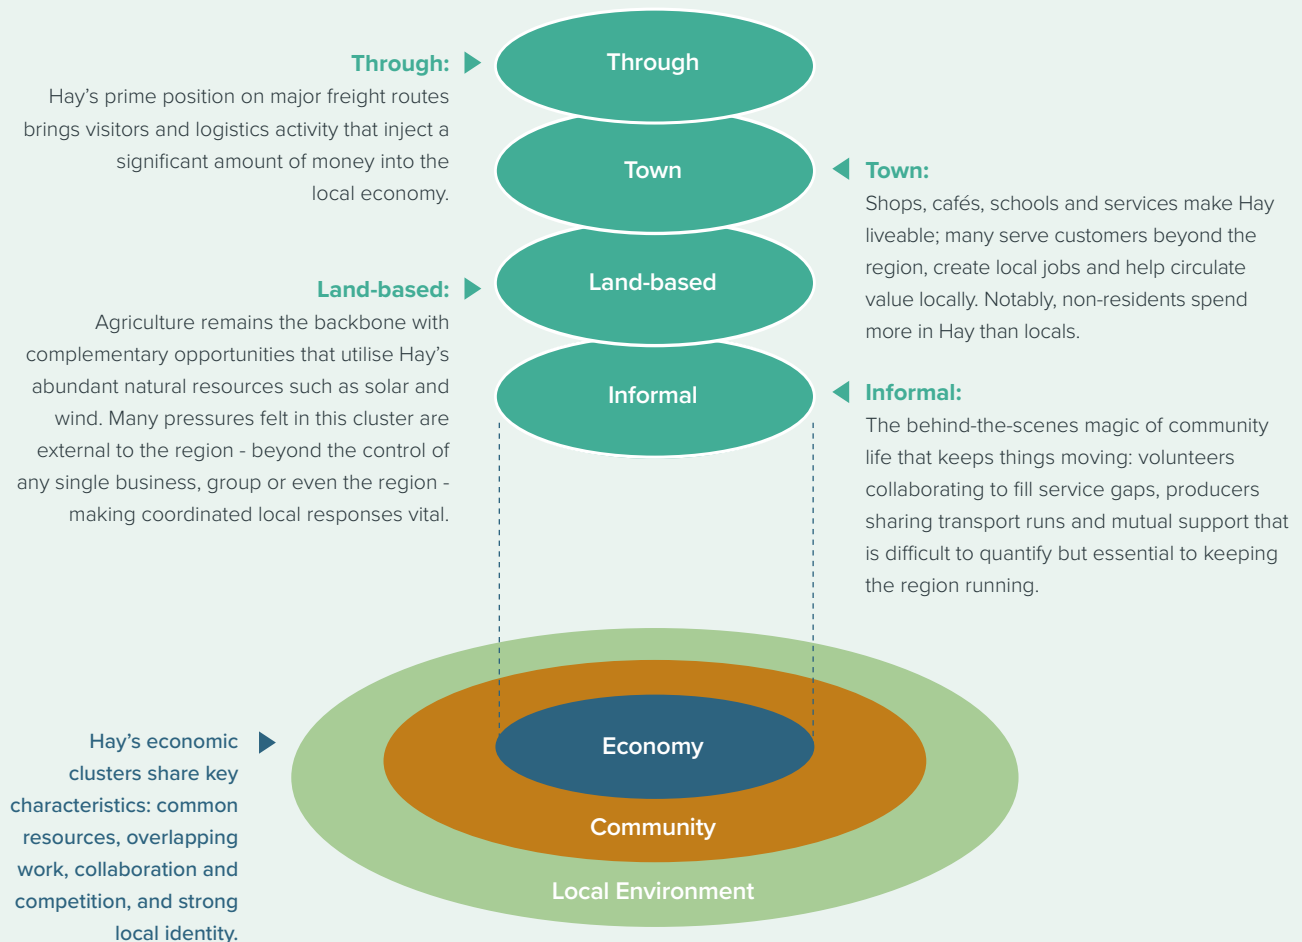 Through
Through:
Hay's prime position on major freight routes
brings visitors and logistics activity that inject a
significant amount of money into the
local economy.
Town
Town:
Shops, cafés, schools and services make Hay
liveable; many serve customers beyond the
region, create local jobs and help circulate
value locally. Notably, non-residents spend
more in Hay than locals.
Land-based
Land-based:
Agriculture remains the backbone with
complementary opportunities that utilise Hay's
abundant natural resources such as solar and
wind. Many pressures felt in this cluster are
external to the region - beyond the control of
any single business, group or even the region -
making coordinated local responses vital.
Informal
Informal:
The behind-the-scenes magic of community
life that keeps things moving: volunteers
collaborating to fill service gaps, producers
sharing transport runs and mutual support that
is difficult to quantify but essential to keeping
the region running.
Hay's economic
clusters share key
characteristics: common
resources, overlapping
work, collaboration and
competition, and strong
local identity.
Economy
Community
Local Environment